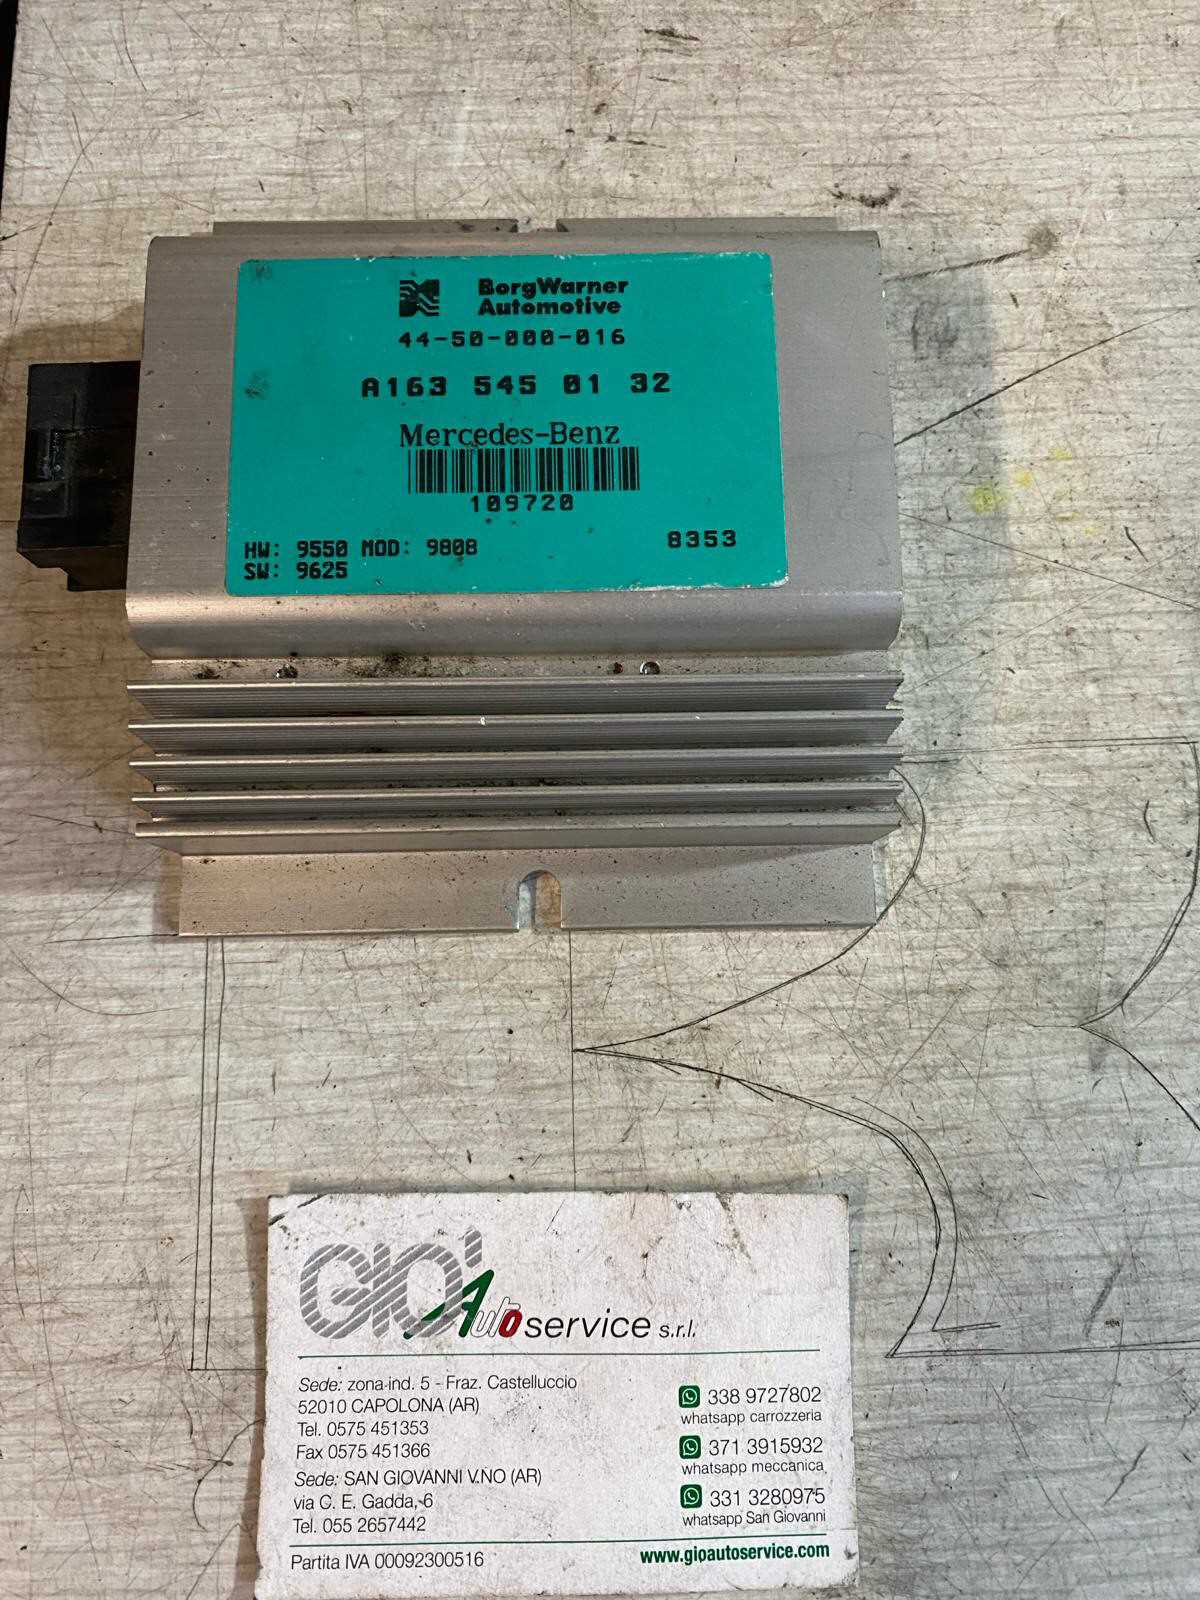 BorgWarner
Automotive
44-50-000-016
A163 545 01 32
Mercedes-Benz
109720
HW: 9550 MOD: 9808
8353
SW: 9625
GIO' Autoservice s.r.l.
Sede: zona ind. 5 - Fraz. Castelluccio
52010 CAPOLONA (AR)
Tel. 0575 451353
Fax 0575 451366
Sede: SAN GIOVANNI V.NO (AR)
via C. E. Gadda, 6
Tel. 055 2657442
338 9727802
whatsapp carrozzeria
371 3915932
whatsapp meccanica
331 3280975
whatsapp San Giovanni
Partita IVA 00092300516
www.gioautoservice.com